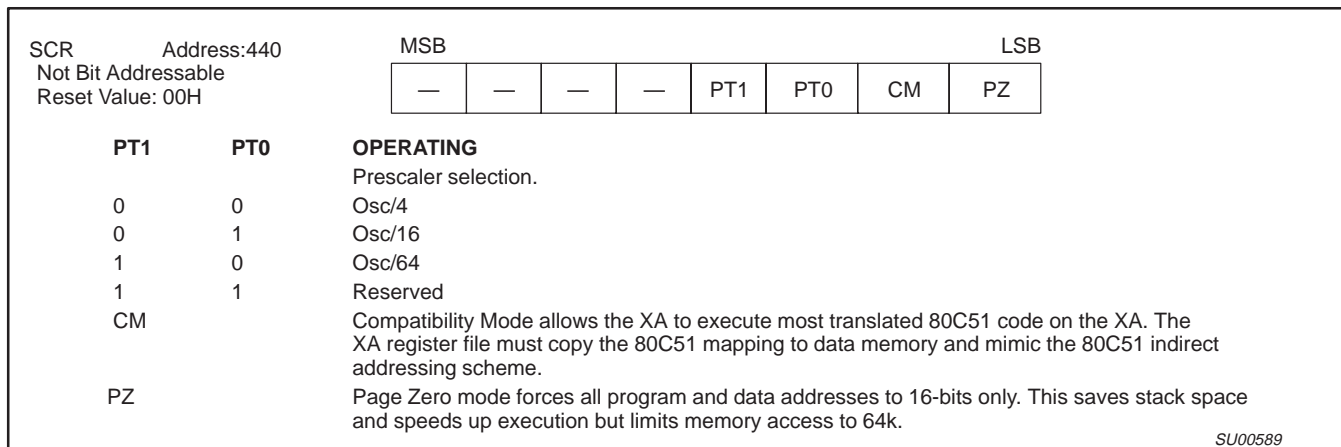 SCR Address:440 MSB LSB
Not Bit Addressable
Reset Value: 00H
— — — — PT1 PT0 CM PZ
PT1 PT0 OPERATING
Prescaler selection.
0 0 Osc/4
0 1 Osc/16
1 0 Osc/64
1 1 Reserved
CM Compatibility Mode allows the XA to execute most translated 80C51 code on the XA. The
XA register file must copy the 80C51 mapping to data memory and mimic the 80C51 indirect
addressing scheme.
PZ Page Zero mode forces all program and data addresses to 16-bits only. This saves stack space
and speeds up execution but limits memory access to 64k.
SU00589